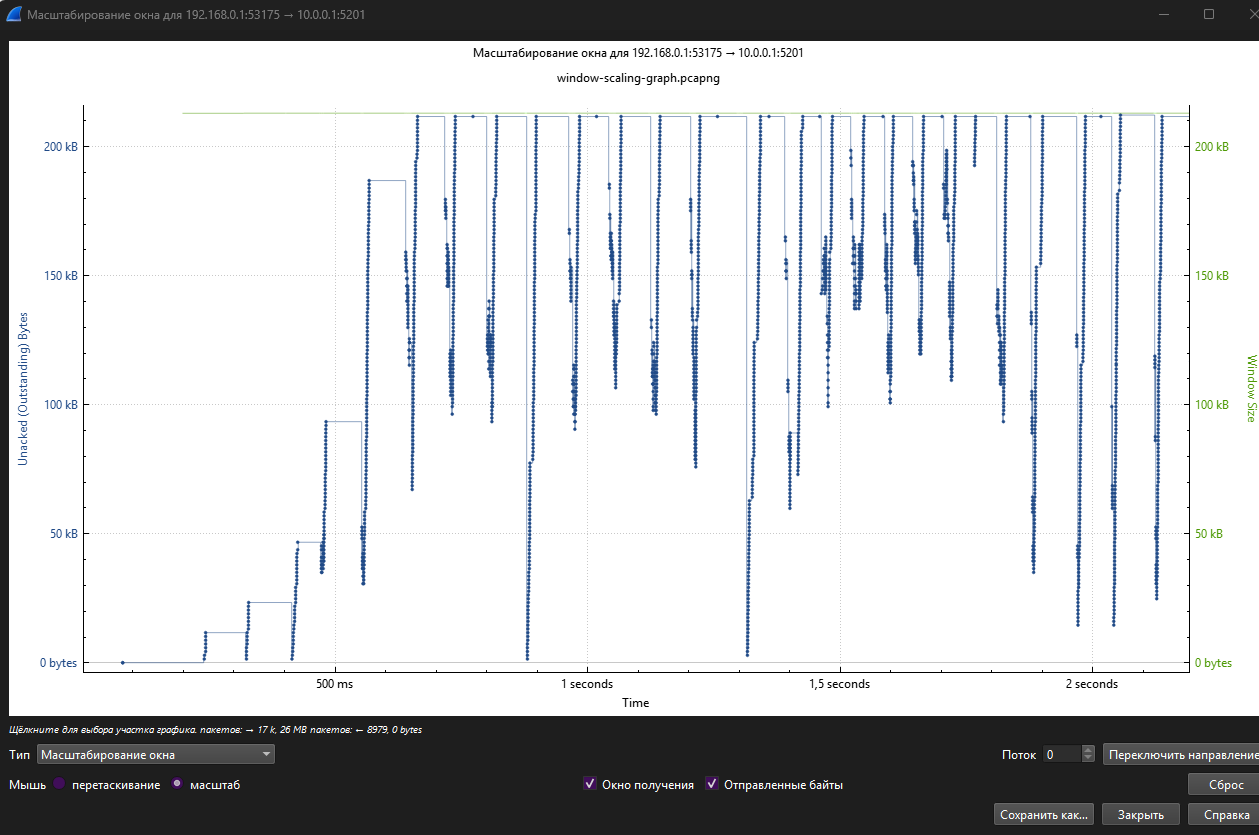 Масштабирование окна для 192.168.0.1:53175 → 10.0.0.1:5201
Масштабирование окна для 192.168.0.1:53175 → 10.0.0.1:5201
window-scaling-graph.pcapng
Unacked (Outstanding) Bytes
200 kB
150 kB
100 kB
50 kB
0 bytes
200 kB
150 kB
100 kB
50 kB
0 bytes
Window Size
500 ms 1 seconds 1,5 seconds 2 seconds
Time
Щёлкните для выбора участка графика. пакетов: → 17 k, 26 MB пакетов: ← 8979, 0 bytes
Тип Масштабирование окна Поток 0 Переключить направление
Мышь перетаскивание масштаб Окно получения Отправленные байты Сброс
Сохранить как... Закрыть Справка